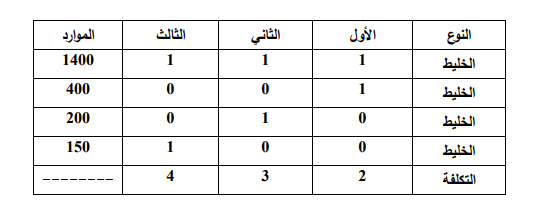 النوع الأول الثاني الثالث الموارد
الخليط 1 1 1 1400
الخليط 1 0 0 400
الخليط 0 1 0 200
الخليط 0 0 1 150
التكلفة 2 3 4 --------